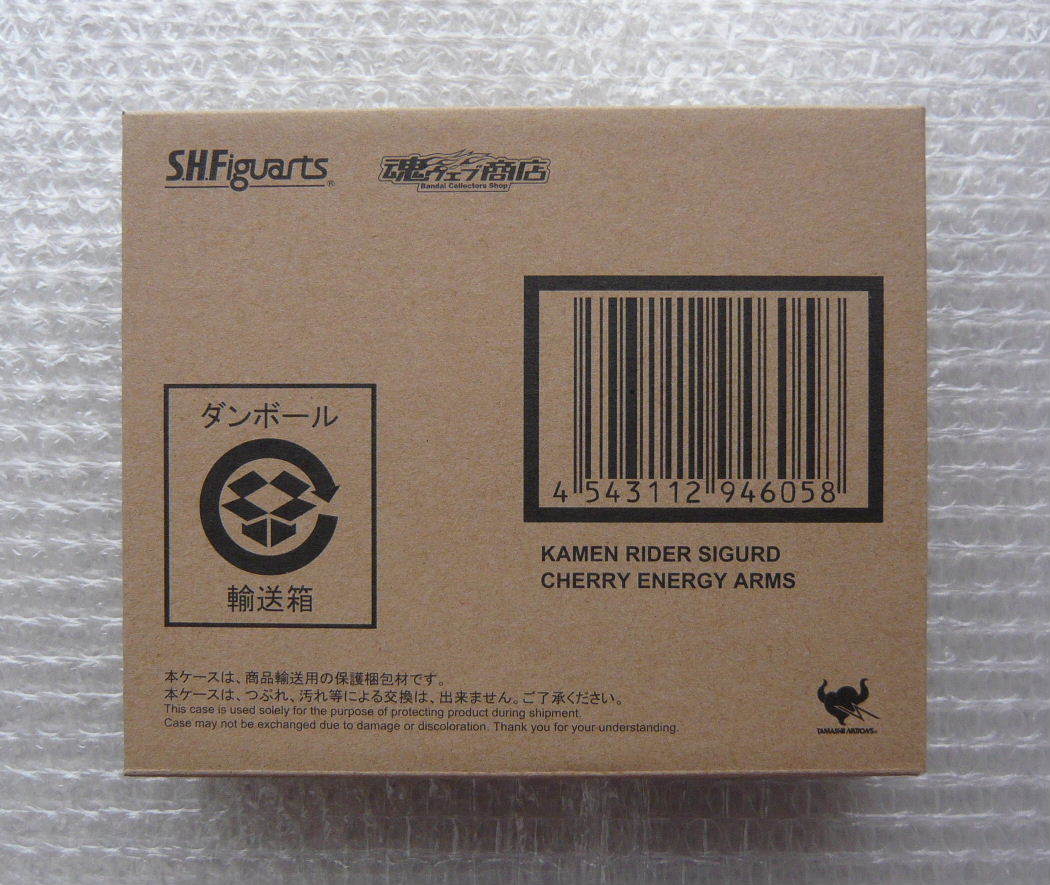 S.H.Figuarts®
魂ウェブ商店
Bandai Collectors Shop
4 543112 946058
KAMEN RIDER SIGURD
CHERRY ENERGY ARMS
ダンボール
輸送箱
本ケースは、商品輸送用の保護梱包材です。
本ケースは、つぶれ、汚れ等による交換は、出来ません。ご了承ください。
This case is used solely for the purpose of protecting product during shipment.
Case may not be exchanged due to damage or discoloration. Thank you for your understanding.
TAMASHII NATIONS